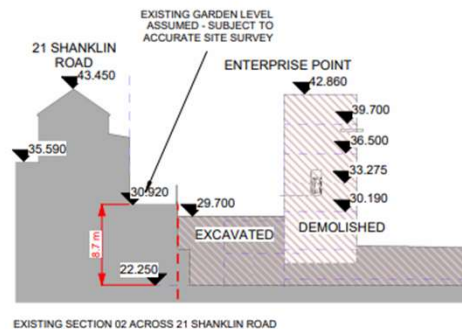 EXISTING GARDEN LEVEL
ASSUMED - SUBJECT TO
ACCURATE SITE SURVEY
21 SHANKLIN
ROAD
43.450
ENTERPRISE POINT
42.860
39.700
36.500
35.590
33.275
30.920
30.190
29.700
EXCAVATED
DEMOLISHED
8.7 m
22.250
EXISTING SECTION 02 ACROSS 21 SHANKLIN ROAD